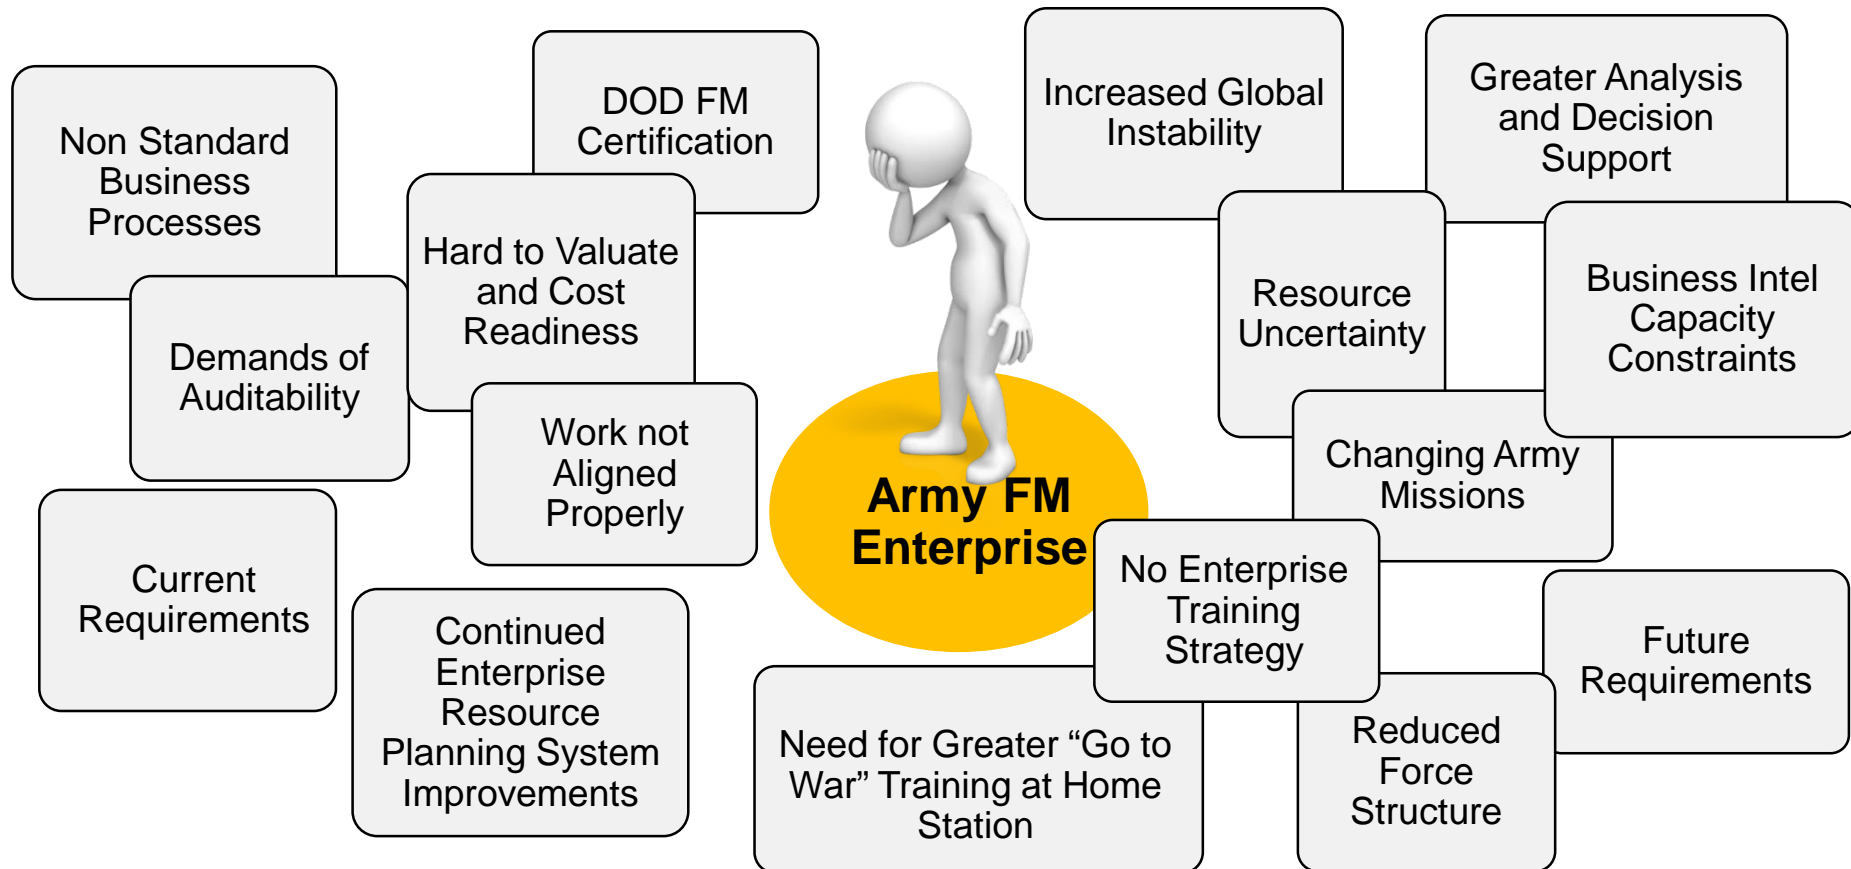 Non Standard
Business
Processes
DOD FM
Certification
Hard to Valuate
and Cost
Readiness
Demands of
Auditability
Work not
Aligned
Properly
Current
Requirements
Continued
Enterprise
Resource
Planning System
Improvements
Army FM
Enterprise
Increased Global
Instability
Greater Analysis
and Decision
Support
Resource
Uncertainty
Business Intel
Capacity
Constraints
Changing Army
Missions
No Enterprise
Training
Strategy
Need for Greater “Go to
War” Training at Home
Station
Reduced
Force
Structure
Future
Requirements